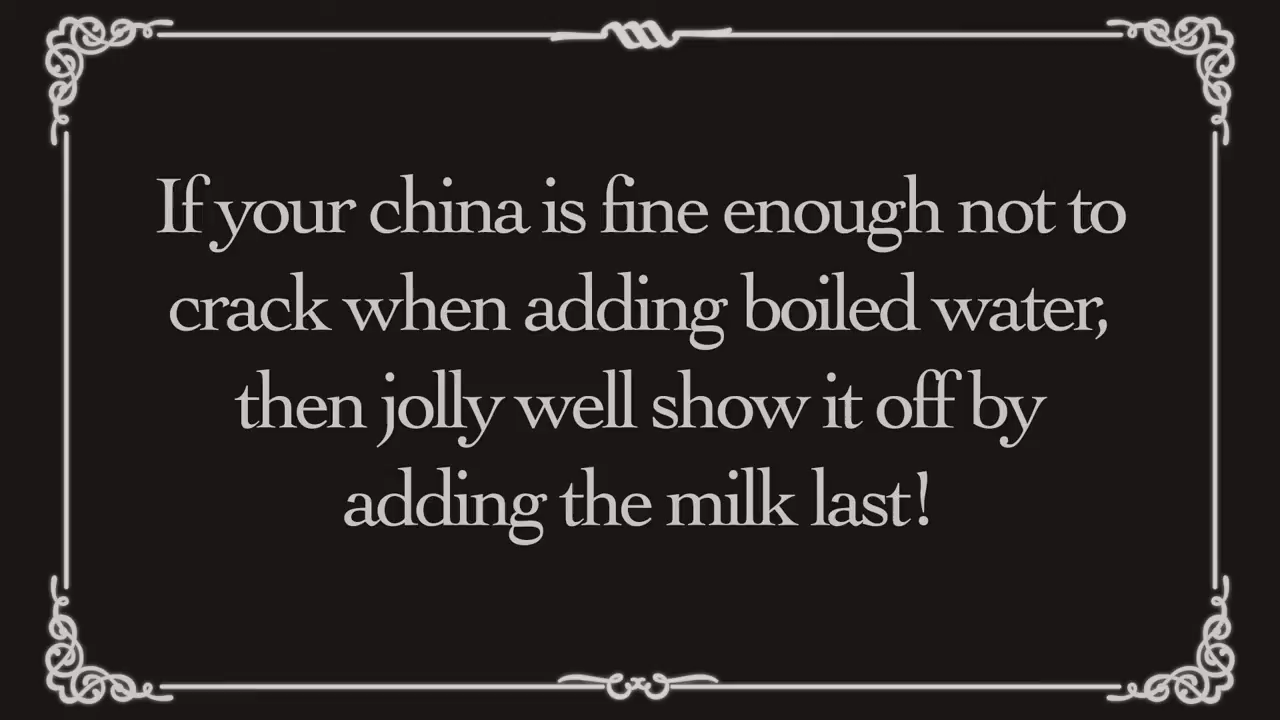 If your china is fine enough not to
crack when adding boiled water,
then jolly well show it off by
adding the milk last!